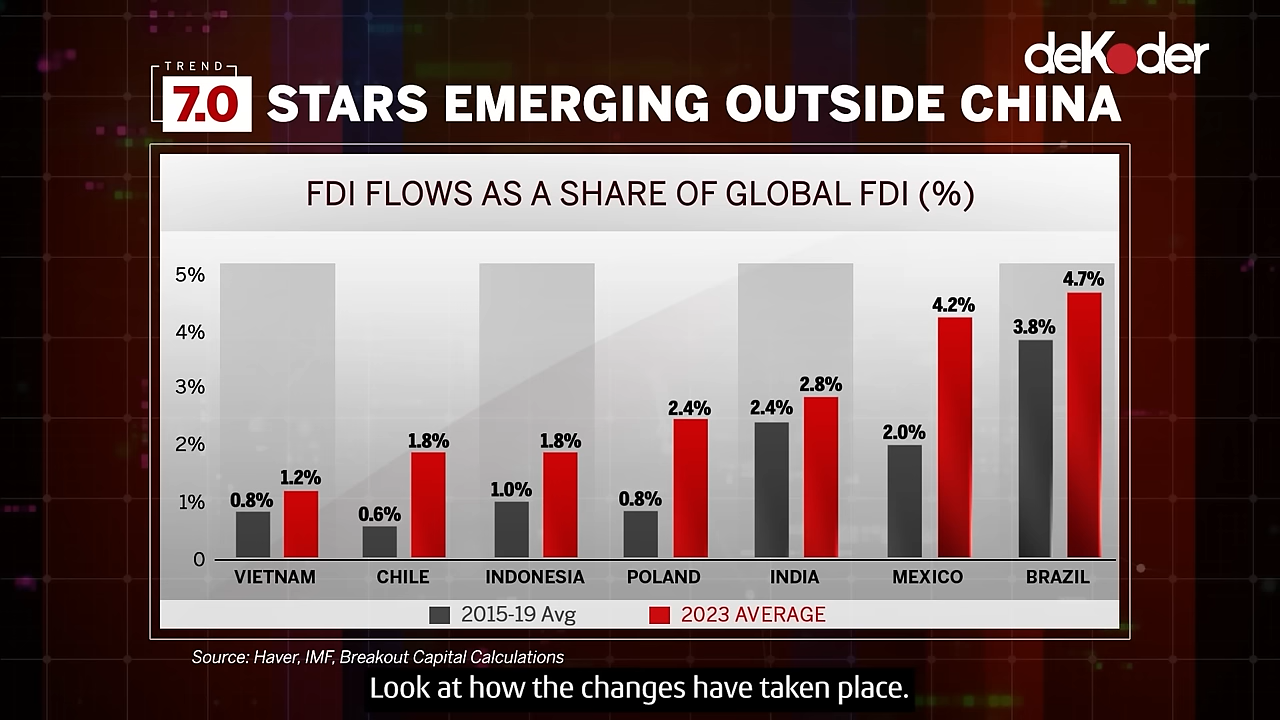 deKoder
TREND
7.0 STARS EMERGING OUTSIDE CHINA
FDI FLOWS AS A SHARE OF GLOBAL FDI (%)
5%
4%
3%
2%
1%
0
0.8% 1.2%
0.6% 1.8%
1.0% 1.8%
0.8% 2.4%
2.4% 2.8%
2.0% 4.2%
3.8% 4.7%
VIETNAM CHILE INDONESIA POLAND INDIA MEXICO BRAZIL
2015-19 Avg 2023 AVERAGE
Source: Haver, IMF, Breakout Capital Calculations
Look at how the changes have taken place.